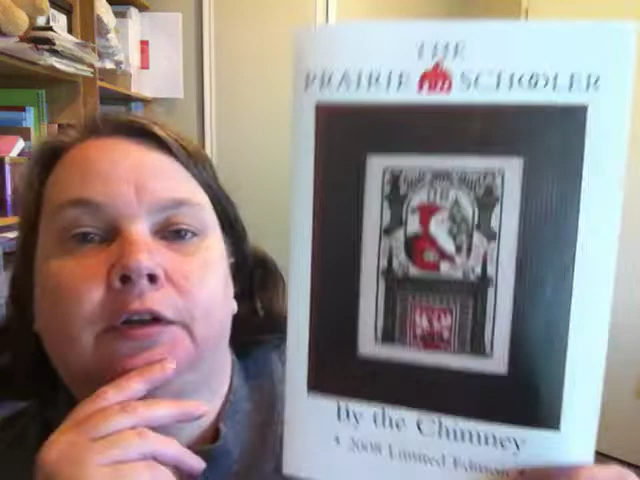 THE
PRAIRIE SCHOOLER
By the Chimney
* 2008 Limited Edition *